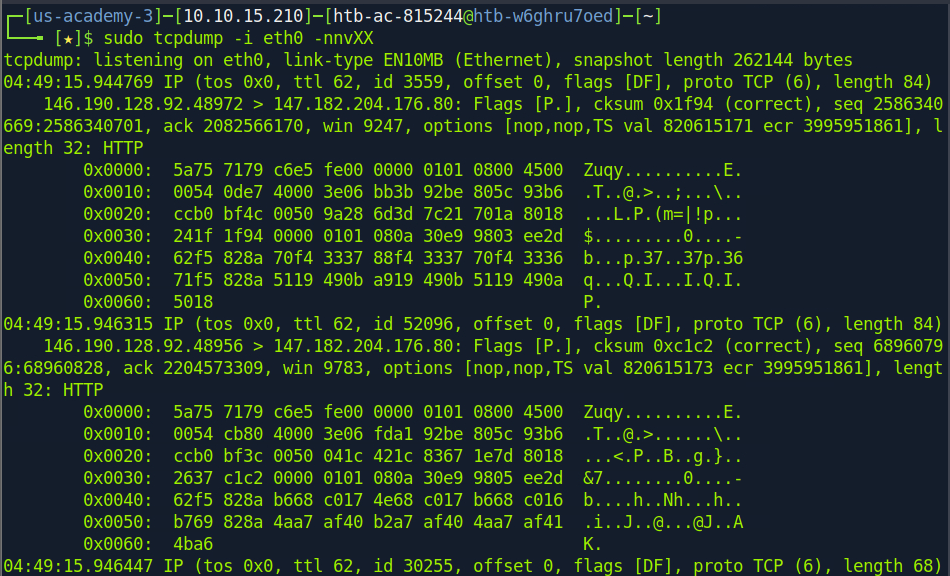 ┌─[us-academy-3]─[10.10.15.210]─[htb-ac-815244@htb-w6ghru7oed]─[~]
└──╼ [★]$ sudo tcpdump -i eth0 -nnvXX
tcpdump: listening on eth0, link-type EN10MB (Ethernet), snapshot length 262144 bytes
04:49:15.944769 IP (tos 0x0, ttl 62, id 3559, offset 0, flags [DF], proto TCP (6), length 84)
    146.190.128.92.48972 > 147.182.204.176.80: Flags [P.], cksum 0x1f94 (correct), seq 2586340
669:2586340701, ack 2082566170, win 9247, options [nop,nop,TS val 820615171 ecr 3995951861], l
ength 32: HTTP
        0x0000:  5a75 7179 c6e5 fe00 0000 0101 0800 4500  Zuqy..........E.
        0x0010:  0054 0de7 4000 3e06 bb3b 92be 805c 93b6  .T..@.>..;...\..
        0x0020:  ccb0 bf4c 0050 9a28 6d3d 7c21 701a 8018  ...L.P.(m=|!p...
        0x0030:  241f 1f94 0000 0101 080a 30e9 9803 ee2d  $.........0....-
        0x0040:  62f5 828a 70f4 3337 88f4 3337 70f4 3336  b...p.37..37p.36
        0x0050:  71f5 828a 5119 490b a919 490b 5119 490a  q...Q.I...I.Q.I.
        0x0060:  5018                                     P.
04:49:15.946315 IP (tos 0x0, ttl 62, id 52096, offset 0, flags [DF], proto TCP (6), length 84)
    146.190.128.92.48956 > 147.182.204.176.80: Flags [P.], cksum 0xc1c2 (correct), seq 6896079
6:68960828, ack 2204573309, win 9783, options [nop,nop,TS val 820615173 ecr 3995951861], lengt
h 32: HTTP
        0x0000:  5a75 7179 c6e5 fe00 0000 0101 0800 4500  Zuqy..........E.
        0x0010:  0054 cb80 4000 3e06 fda1 92be 805c 93b6  .T..@.>......\..
        0x0020:  ccb0 bf3c 0050 041c 421c 8367 1e7d 8018  ...<.P..B..g.}..
        0x0030:  2637 c1c2 0000 0101 080a 30e9 9805 ee2d  &7........0....-
        0x0040:  62f5 828a b668 c017 4e68 c017 b668 c016  b....h..Nh...h..
        0x0050:  b769 828a 4aa7 af40 b2a7 af40 4aa7 af41  .i..J..@...@J..A
        0x0060:  4ba6                                     K.
04:49:15.946447 IP (tos 0x0, ttl 62, id 30255, offset 0, flags [DF], proto TCP (6), length 68)